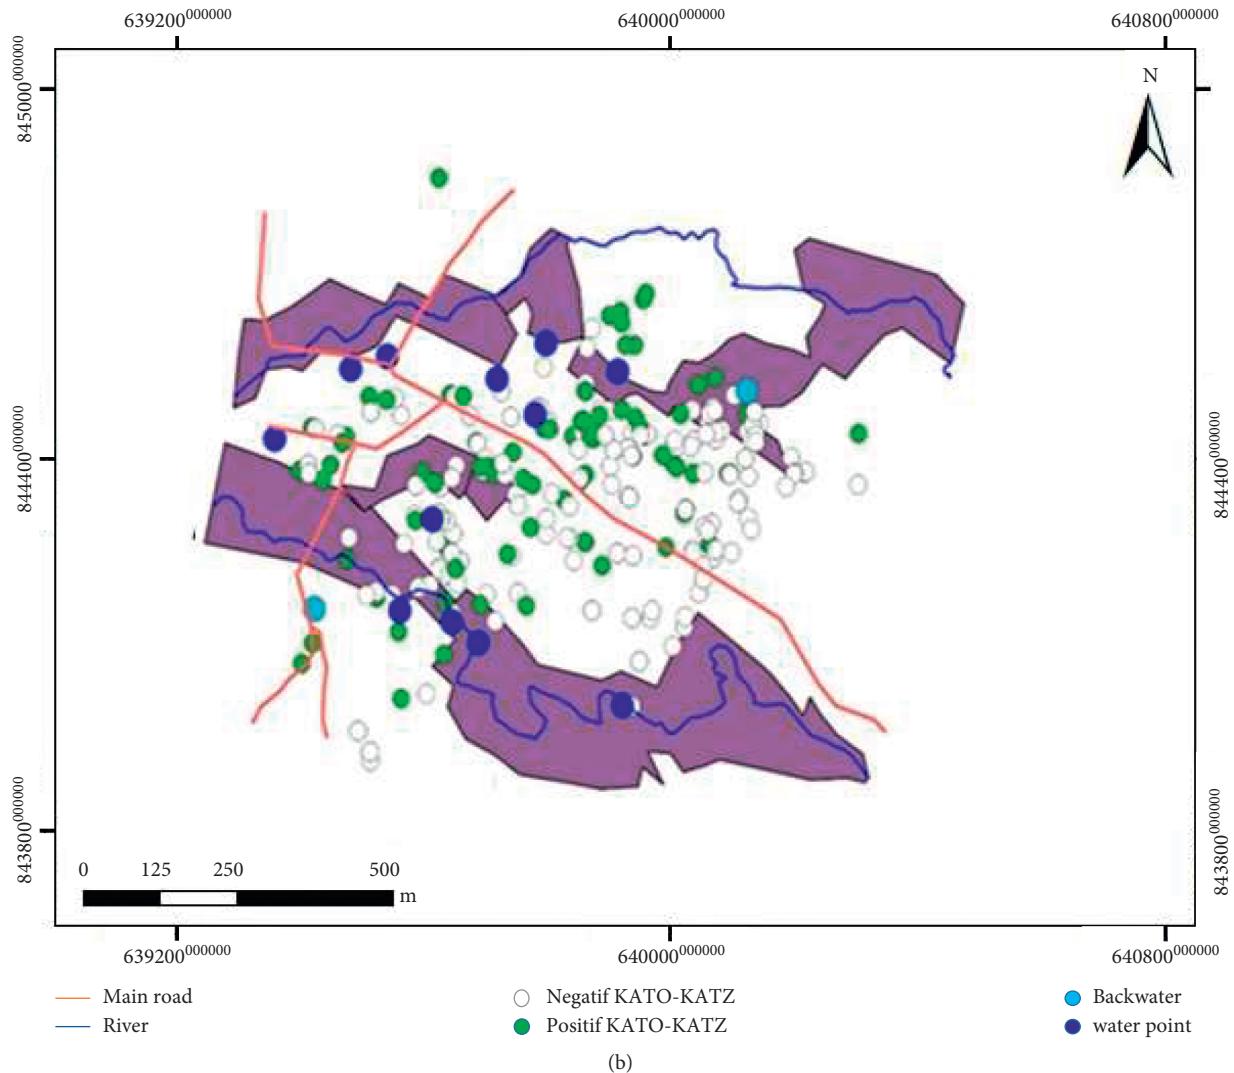 639200000000 640000000000 640800000000
845000000000
N
844400000000 844400000000
843800000000 843800000000
0 125 250 500
m
639200000000 640000000000 640800000000
Main road Negatif KATO-KATZ Backwater
River Positif KATO-KATZ water point
(b)